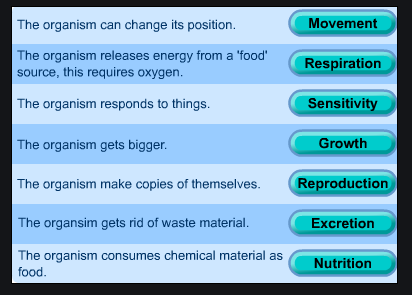 The organism can change its position. Movement
The organism releases energy from a 'food'
source, this requires oxygen. Respiration
The organism responds to things. Sensitivity
The organism gets bigger. Growth
The organism make copies of themselves. Reproduction
The organsim gets rid of waste material. Excretion
The organism consumes chemical material as
food. Nutrition